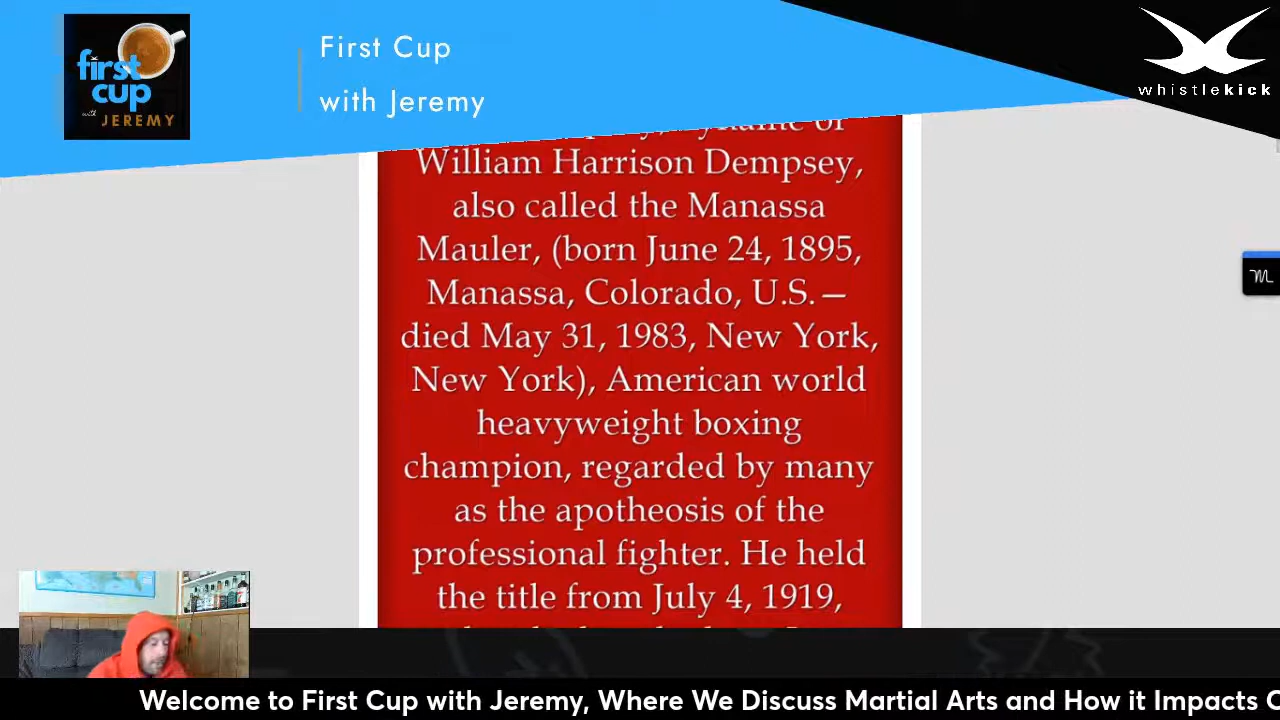 first
cup
with
JEREMY
First Cup
with Jeremy
whistlekick
William Harrison Dempsey,
also called the Manassa
Mauler, (born June 24, 1895,
Manassa, Colorado, U.S.—
died May 31, 1983, New York,
New York), American world
heavyweight boxing
champion, regarded by many
as the apotheosis of the
professional fighter. He held
the title from July 4, 1919,
Welcome to First Cup with Jeremy, Where We Discuss Martial Arts and How it Impacts